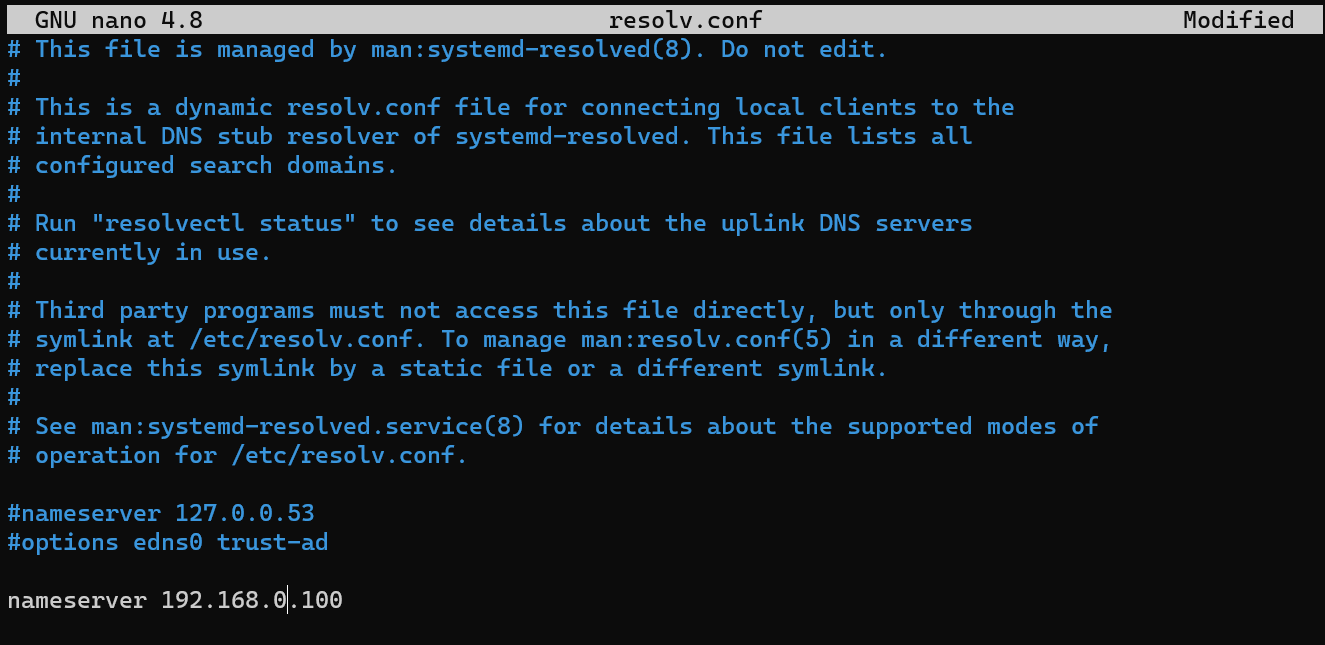 GNU nano 4.8 resolv.conf Modified
# This file is managed by man:systemd-resolved(8). Do not edit.
#
# This is a dynamic resolv.conf file for connecting local clients to the
# internal DNS stub resolver of systemd-resolved. This file lists all
# configured search domains.
#
# Run "resolvectl status" to see details about the uplink DNS servers
# currently in use.
#
# Third party programs must not access this file directly, but only through the
# symlink at /etc/resolv.conf. To manage man:resolv.conf(5) in a different way,
# replace this symlink by a static file or a different symlink.
#
# See man:systemd-resolved.service(8) for details about the supported modes of
# operation for /etc/resolv.conf.
#nameserver 127.0.0.53
#options edns0 trust-ad
nameserver 192.168.0.100